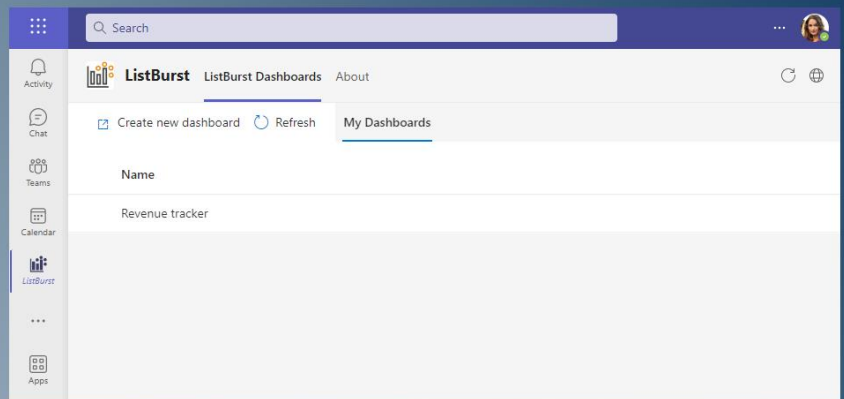 Search
...
Activity
Chat
Teams
Calendar
ListBurst
...
Apps
ListBurst ListBurst Dashboards About
Create new dashboard Refresh My Dashboards
Name
Revenue tracker